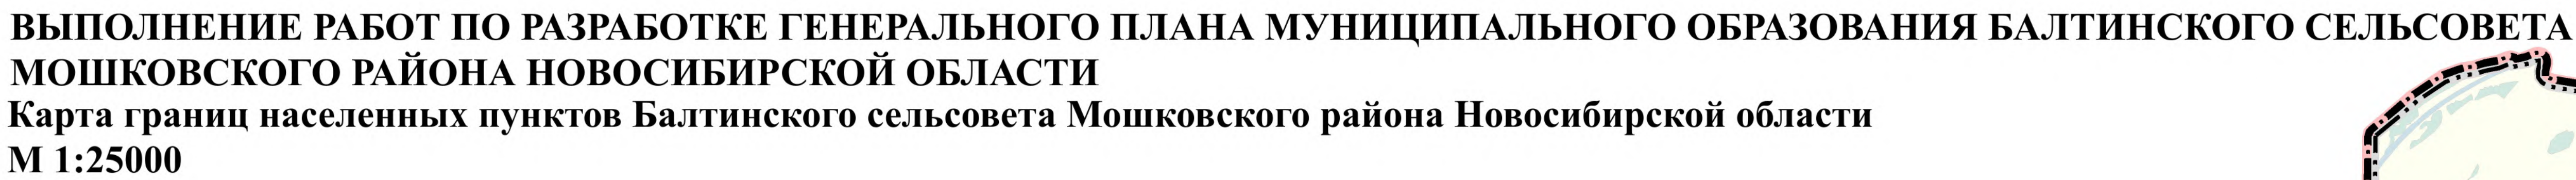 ВЫПОЛНЕНИЕ РАБОТ ПО РАЗРАБОТКЕ ГЕНЕРАЛЬНОГО ПЛАНА МУНИЦИПАЛЬНОГО ОБРАЗОВАНИЯ БАЛТИНСКОГО СЕЛЬСОВЕТА
МОШКОВСКОГО РАЙОНА НОВОСИБИРСКОЙ ОБЛАСТИ
Карта границ населенных пунктов Балтинского сельсовета Мошковского района Новосибирской области
М 1:25000